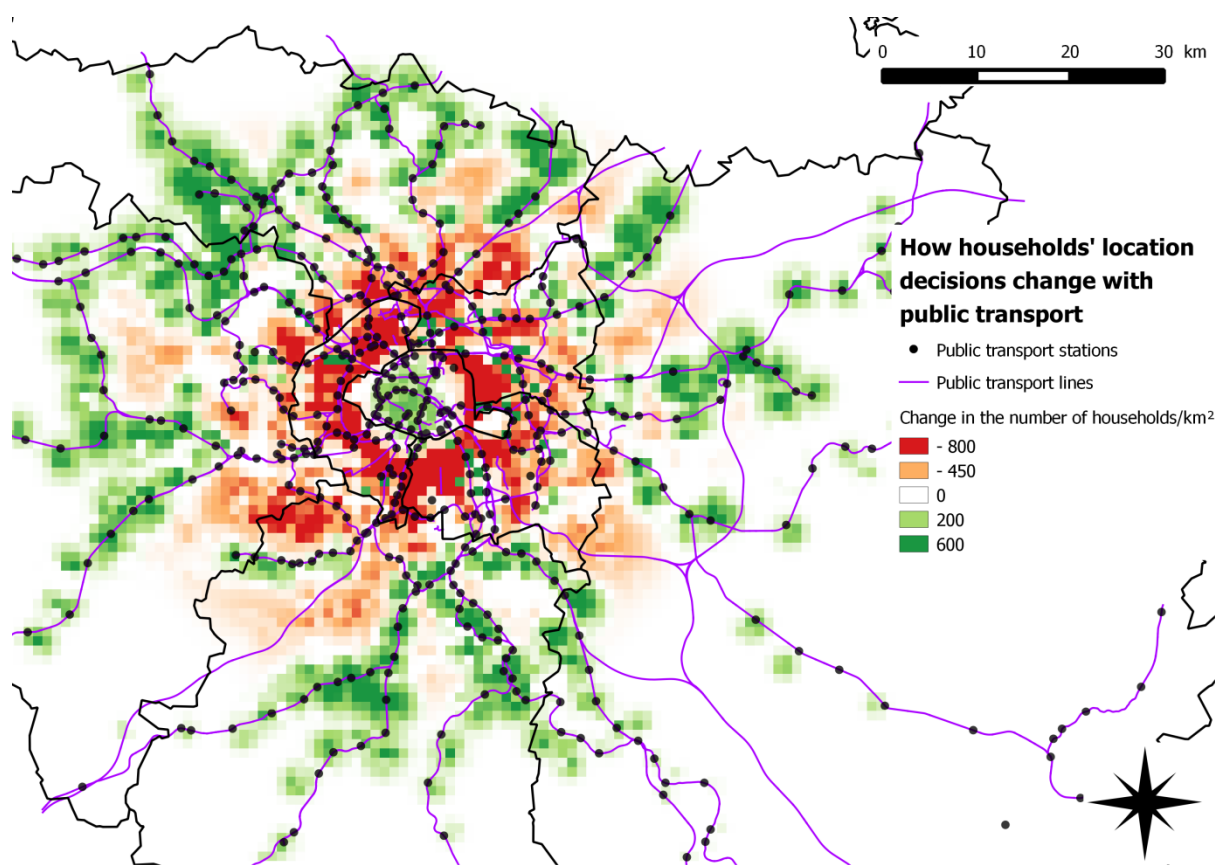 0 10 20 30 km
How households' location
decisions change with
public transport
Public transport stations
Public transport lines
Change in the number of households/km²
- 800
- 450
0
200
600